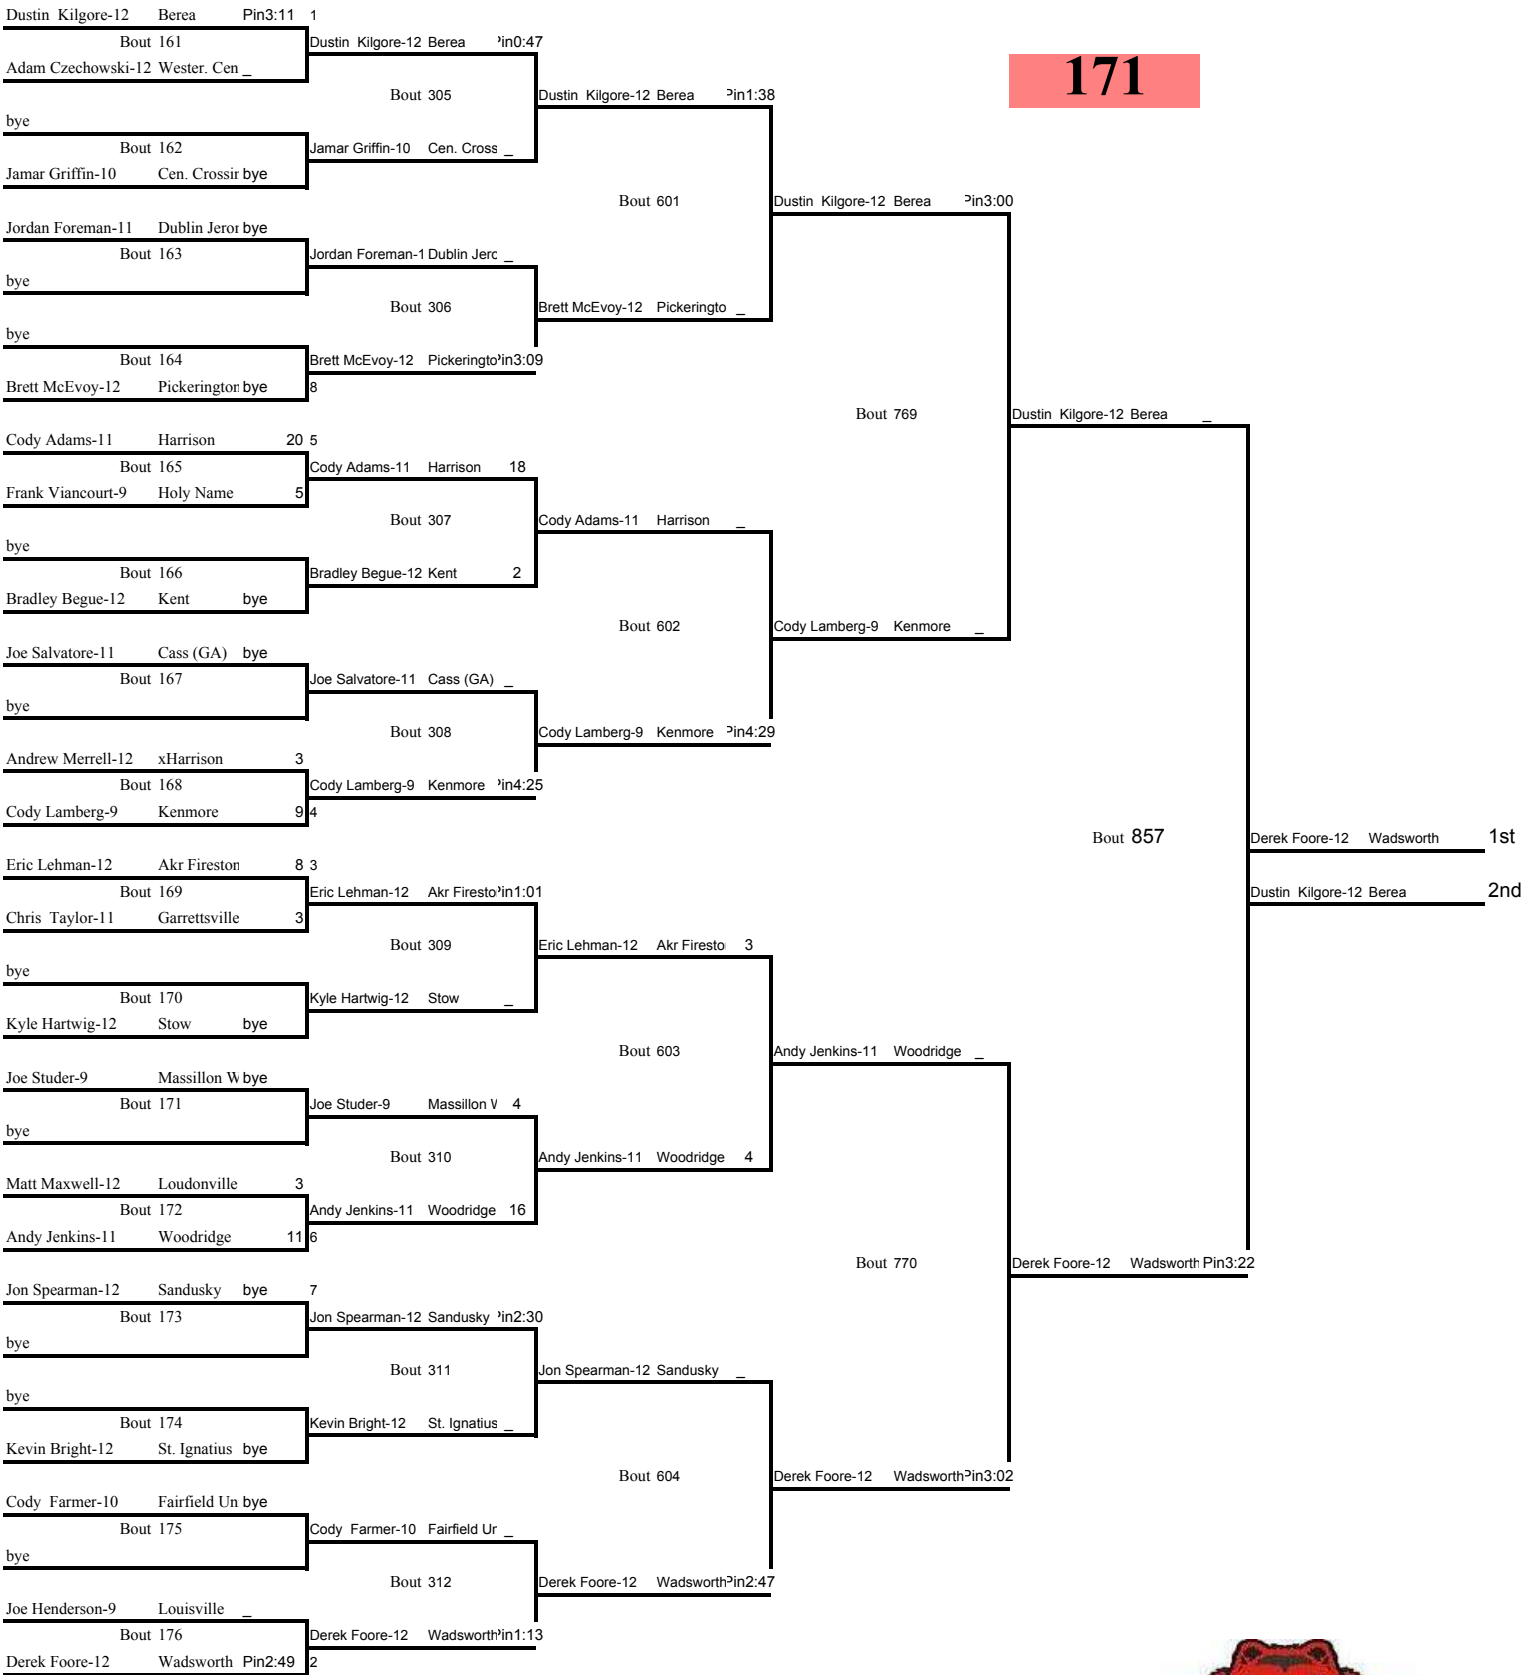 Dustin Kilgore-12 Berea Pin3:11 1
Bout 161
Dustin Kilgore-12 Berea Pin0:47
Adam Czechowski-12 Wester. Cen _
171
Bout 305
Dustin Kilgore-12 Berea Pin1:38
bye
Bout 162
Jamar Griffin-10 Cen. Cross _
Jamar Griffin-10 Cen. Crossin bye
Bout 601
Dustin Kilgore-12 Berea Pin3:00
Jordan Foreman-11 Dublin Jeror bye
Bout 163
Jordan Foreman-1 Dublin Jerc _
bye
Bout 306
Brett McEvoy-12 Pickeringto _
bye
Bout 164
Brett McEvoy-12 Pickeringto Pin3:09
Brett McEvoy-12 Pickerington bye 8
Bout 769
Dustin Kilgore-12 Berea _
Cody Adams-11 Harrison 20 5
Bout 165
Cody Adams-11 Harrison 18
Frank Viancourt-9 Holy Name 5
Bout 307
Cody Adams-11 Harrison _
bye
Bout 166
Bradley Begue-12 Kent 2
Bradley Begue-12 Kent bye
Bout 602
Cody Lamberg-9 Kenmore _
Joe Salvatore-11 Cass (GA) bye
Bout 167
Joe Salvatore-11 Cass (GA) _
bye
Bout 308
Cody Lamberg-9 Kenmore Pin4:29
Andrew Merrell-12 xHarrison 3
Bout 168
Cody Lamberg-9 Kenmore Pin4:25
Cody Lamberg-9 Kenmore 9 4
Bout 857
Derek Foore-12 Wadsworth 1st
Eric Lehman-12 Akr Fireston 8 3
Bout 169
Eric Lehman-12 Akr Firesto Pin1:01
Dustin Kilgore-12 Berea 2nd
Chris Taylor-11 Garrettsville 3
Bout 309
Eric Lehman-12 Akr Firesto 3
bye
Bout 170
Kyle Hartwig-12 Stow _
Kyle Hartwig-12 Stow bye
Bout 603
Andy Jenkins-11 Woodridge _
Joe Studer-9 Massillon W bye
Bout 171
Joe Studer-9 Massillon V 4
bye
Bout 310
Andy Jenkins-11 Woodridge 4
Matt Maxwell-12 Loudonville 3
Bout 172
Andy Jenkins-11 Woodridge 16
Andy Jenkins-11 Woodridge 11 6
Bout 770
Derek Foore-12 Wadsworth Pin3:22
Jon Spearman-12 Sandusky bye 7
Bout 173
Jon Spearman-12 Sandusky Pin2:30
bye
Bout 311
Jon Spearman-12 Sandusky _
bye
Bout 174
Kevin Bright-12 St. Ignatius _
Kevin Bright-12 St. Ignatius bye
Bout 604
Derek Foore-12 Wadsworth Pin3:02
Cody Farmer-10 Fairfield Un bye
Bout 175
Cody Farmer-10 Fairfield Ur _
bye
Bout 312
Derek Foore-12 Wadsworth Pin2:47
Joe Henderson-9 Louisville _
Bout 176
Derek Foore-12 Wadsworth Pin1:13
Derek Foore-12 Wadsworth Pin2:49 2